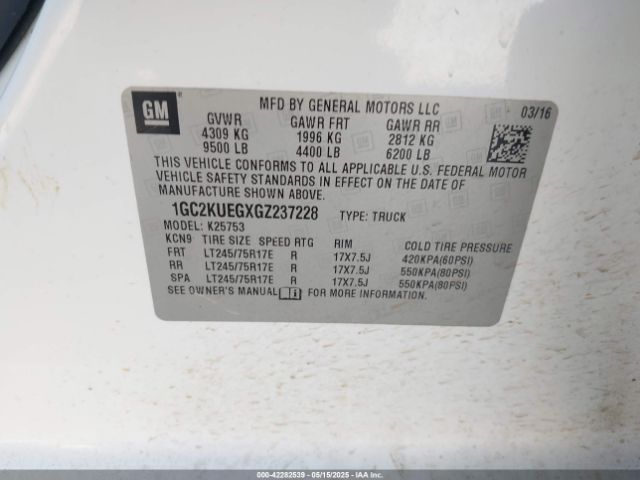 GM
MFD BY GENERAL MOTORS LLC
03/16
GVWR GAWR FRT GAWR RR
4309 KG 1996 KG 2812 KG
9500 LB 4400 LB 6200 LB
THIS VEHICLE CONFORMS TO ALL APPLICABLE U.S. FEDERAL MOTOR
VEHICLE SAFETY STANDARDS IN EFFECT ON THE DATE OF
MANUFACTURE SHOWN ABOVE.
1GC2KUEGXGZ237228 TYPE: TRUCK
MODEL: K25753
KCN9 TIRE SIZE SPEED RTG RIM COLD TIRE PRESSURE
FRT LT245/75R17E R 17X7.5J 420KPA(60PSI)
RR LT245/75R17E R 17X7.5J 550KPA(80PSI)
SPA LT245/75R17E R 17X7.5J 550KPA(80PSI)
SEE OWNER'S MANUAL FOR MORE INFORMATION.
000-42282539 05/15/2025 IAAI.COM